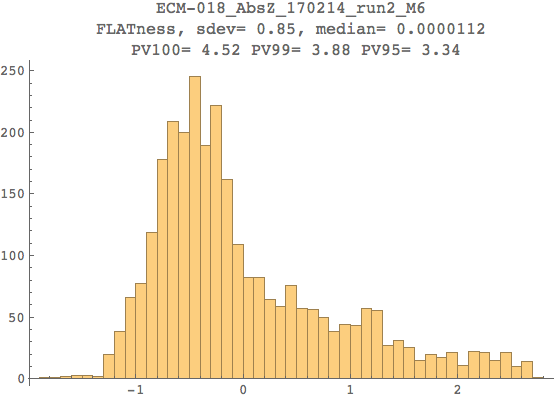 ECM-018_AbsZ_170214_run2_M6
FLATness, sdev= 0.85, median= 0.0000112
PV100= 4.52 PV99= 3.88 PV95= 3.34
250
200
150
100
50
0
-1 0 1 2